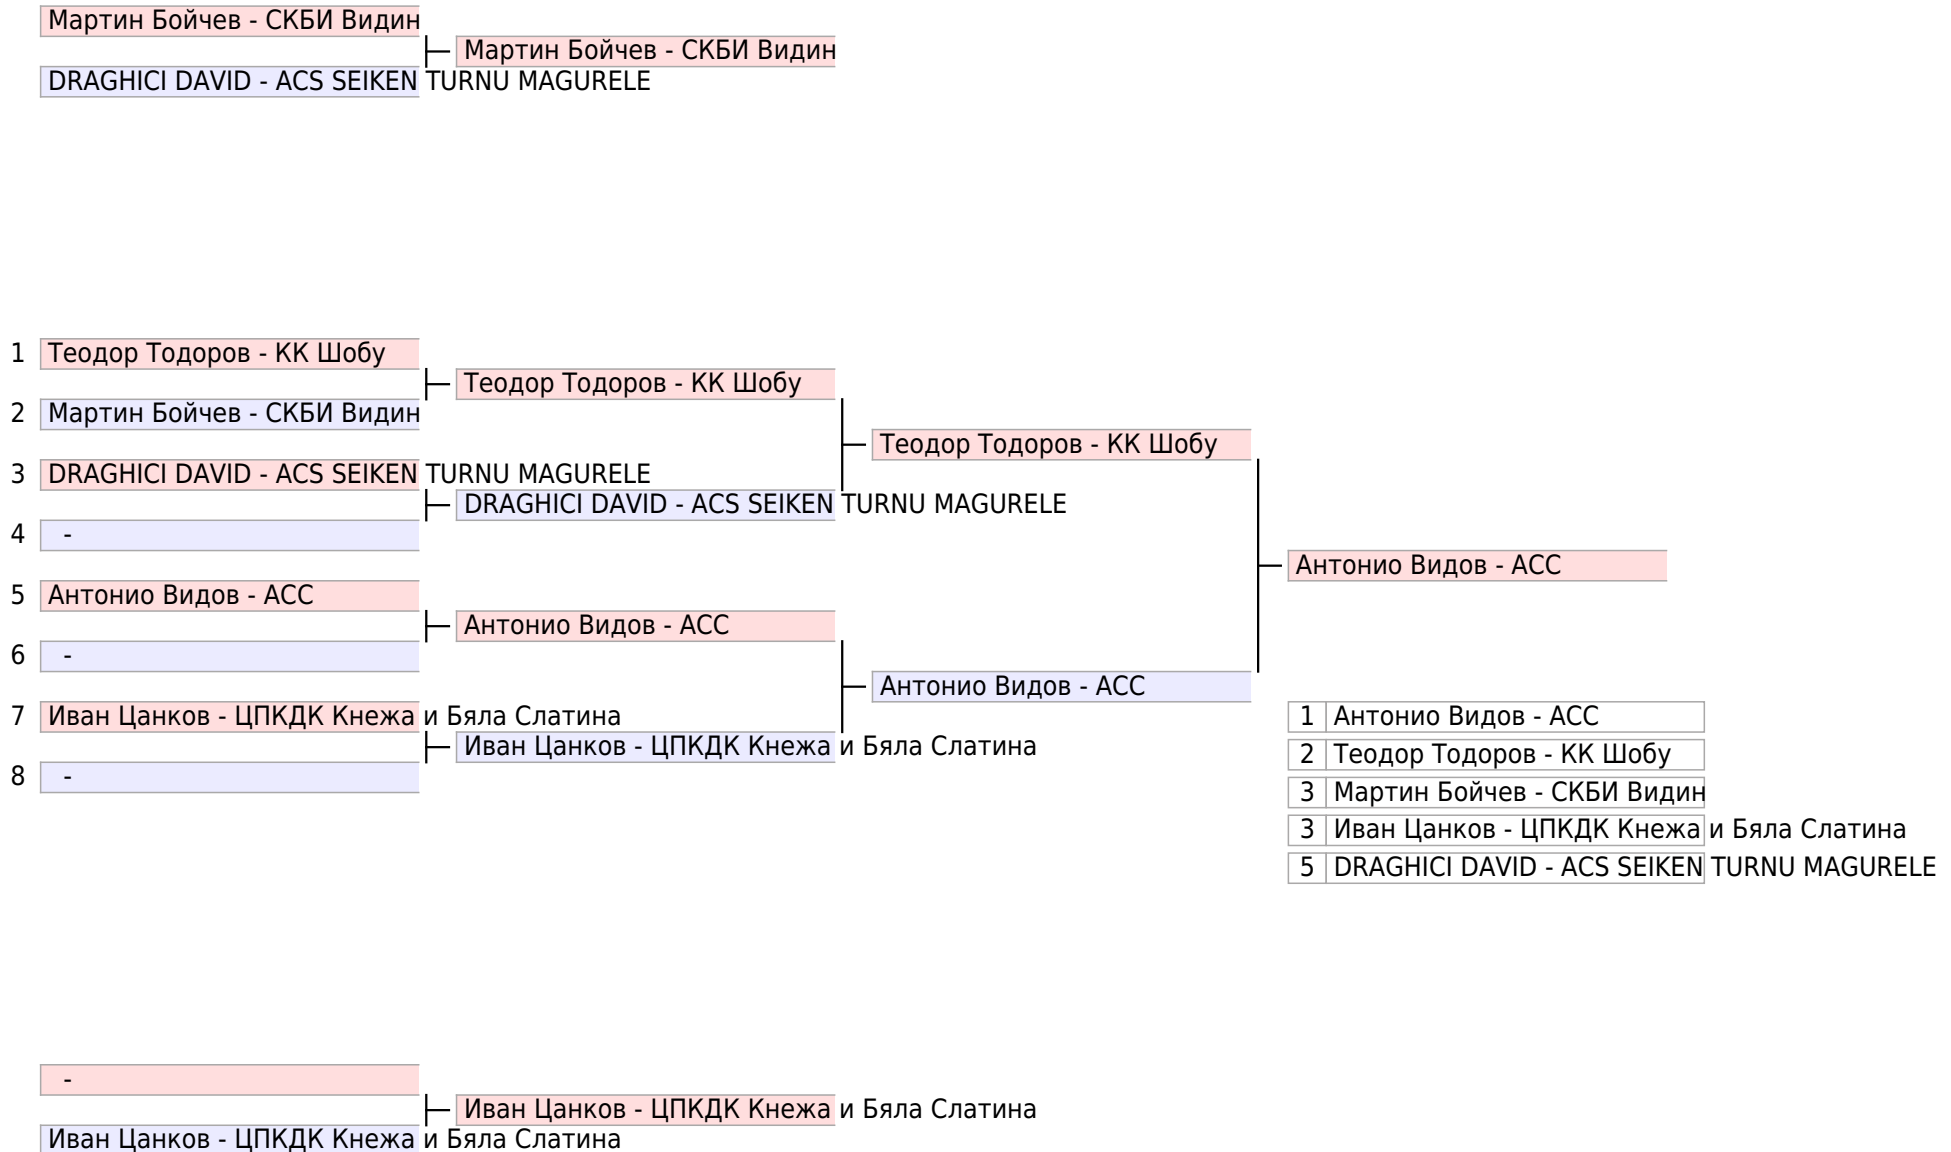 Мартин Бойчев - СКБИ Видин
Мартин Бойчев - СКБИ Видин
DRAGHICI DAVID - ACS SEIKEN TURNU MAGURELE
1 Теодор Тодоров - КК Шобу
Теодор Тодоров - КК Шобу
2 Мартин Бойчев - СКБИ Видин
Теодор Тодоров - КК Шобу
3 DRAGHICI DAVID - ACS SEIKEN TURNU MAGURELE
DRAGHICI DAVID - ACS SEIKEN TURNU MAGURELE
4 -
Антонио Видов - АСС
5 Антонио Видов - АСС
Антонио Видов - АСС
6 -
Антонио Видов - АСС
7 Иван Цанков - ЦПКДК Кнежа и Бяла Слатина
Иван Цанков - ЦПКДК Кнежа и Бяла Слатина
8 -
1 Антонио Видов - АСС
2 Теодор Тодоров - КК Шобу
3 Мартин Бойчев - СКБИ Видин
3 Иван Цанков - ЦПКДК Кнежа и Бяла Слатина
5 DRAGHICI DAVID - ACS SEIKEN TURNU MAGURELE
-
Иван Цанков - ЦПКДК Кнежа и Бяла Слатина
Иван Цанков - ЦПКДК Кнежа и Бяла Слатина